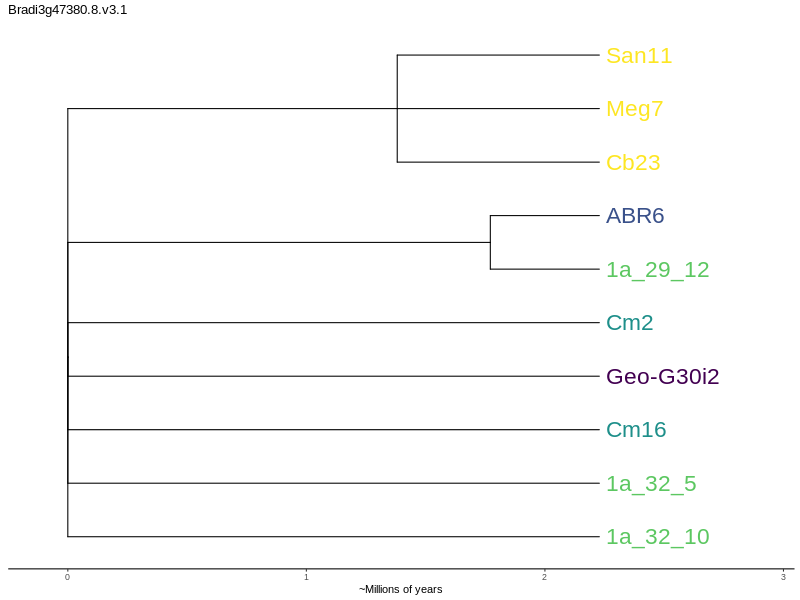 Bradi3g47380.8.v3.1
San11
Meg7
Cb23
ABR6
1a_29_12
Cm2
Geo-G30i2
Cm16
1a_32_5
1a_32_10
0 1 2 3
~Millions of years